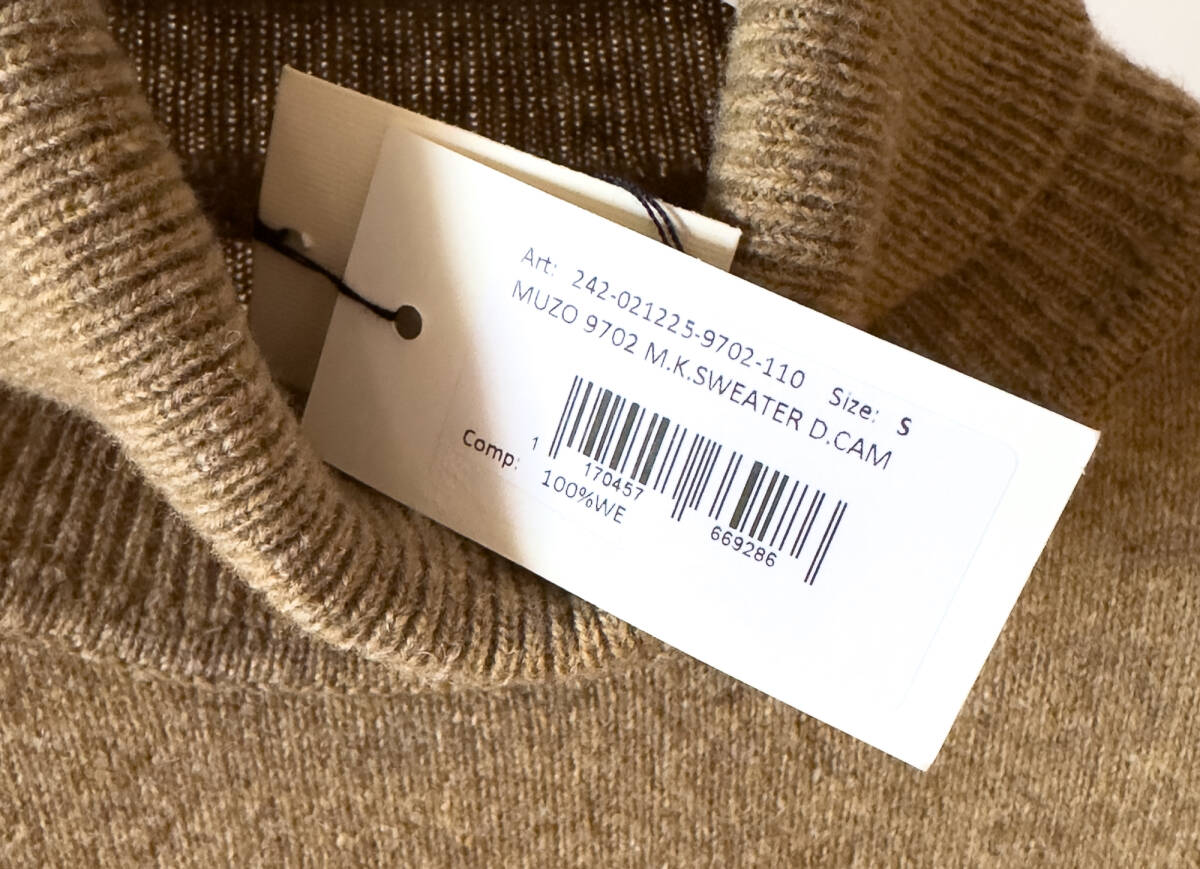 Art: 242-021225-9702-110 Size: S
MUZO 9702 M.K.SWEATER D.CAM
1 170457 669286
Comp: 100%WE